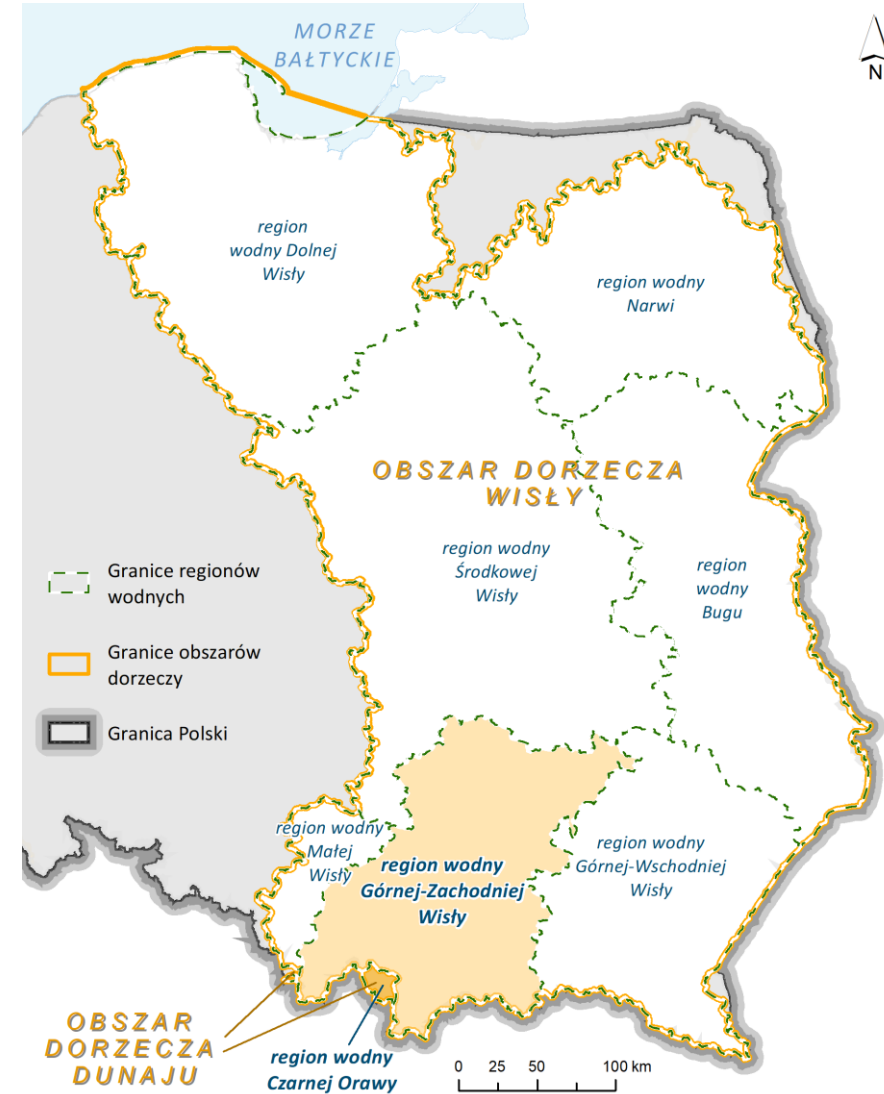 MORZE
BAŁTYCKIE
N
region
wodny Dolnej
Wisły
region wodny
Narwi
OBSZAR DORZECZA
WISŁY
region wodny
Środkowej
Wisły
region
wodny
Bugu
Granice regionów
wodnych
Granice obszarów
dorzeczy
Granica Polski
region wodny
Małej
Wisły
region wodny
Górnej-Zachodniej
Wisły
region wodny
Górnej-Wschodniej
Wisły
OBSZAR
DORZECZA
DUNAJU
region wodny
Czarnej Orawy
0 25 50 100 km